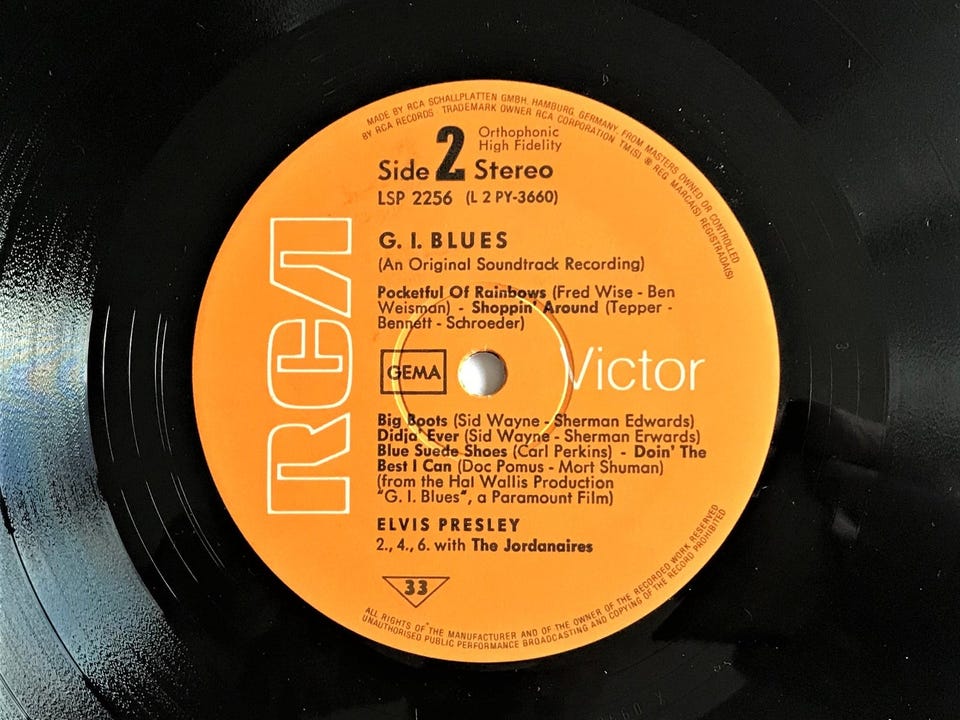 MADE BY RCA SCHALLPLATTEN GMBH, HAMBURG, GERMANY, FROM MASTERS OWNED OR CONTROLLED
BY RCA RECORDS TRADEMARK OWNER RCA CORPORATION TM(S) ® REG. MARCA(S) REGISTRADA(S)
Orthophonic
High Fidelity
Side 2 Stereo
LSP 2256 (L 2 PY-3660)
RCA
G. I. BLUES
(An Original Soundtrack Recording)
Pocketful Of Rainbows (Fred Wise - Ben
Weisman) - Shoppin' Around (Tepper -
Bennett - Schroeder)
GEMA
Victor
Big Boots (Sid Wayne - Sherman Edwards)
Didja' Ever (Sid Wayne - Sherman Erwards)
Blue Suede Shoes (Carl Perkins) - Doin' The
Best I Can (Doc Pomus - Mort Shuman)
(from the Hal Wallis Production
"G. I. Blues", a Paramount Film)
ELVIS PRESLEY
2., 4., 6. with The Jordanaires
33
ALL RIGHTS OF THE MANUFACTURER AND OF THE OWNER OF THE RECORDED WORK RESERVED
UNAUTHORISED PUBLIC PERFORMANCE BROADCASTING AND COPYING OF THE RECORD PROHIBITED